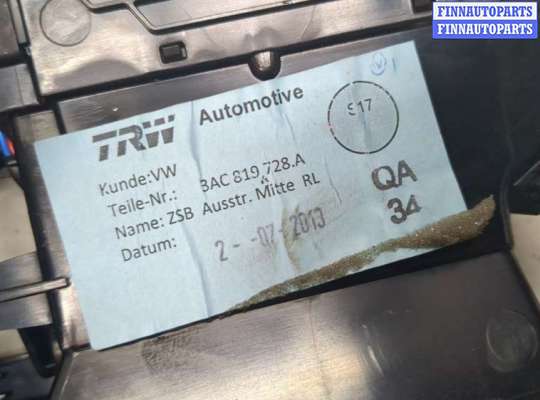 FINNAUTOPARTS
FINNAUTOPARTS
TRW Automotive
S17
Kunde:VW
Teile-Nr.: 3AC 819.728.A
Name: ZSB Ausstr. Mitte RL
Datum: 2--07-2013
QA
34